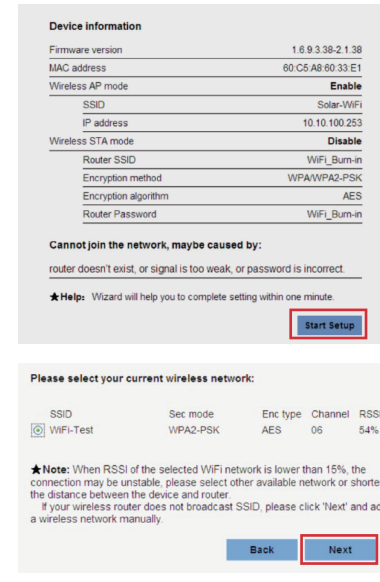 Device information
Firmware version 1.6.9.3.38-2.1.38
MAC address 60:C5:A8:60:33:E1
Wireless AP mode Enable
SSID Solar-WiFi
IP address 10.10.100.253
Wireless STA mode Disable
Router SSID WiFi_Burn-in
Encryption method WPA/WPA2-PSK
Encryption algorithm AES
Router Password WiFi_Burn-in
Cannot join the network, maybe caused by:
router doesn't exist, or signal is too weak, or password is incorrect.
★Help: Wizard will help you to complete setting within one minute.
Start Setup
Please select your current wireless network:
SSID Sec mode Enc type Channel RSSI
WiFi-Test WPA2-PSK AES 06 54%
★Note: When RSSI of the selected WiFi network is lower than 15%, the
connection may be unstable, please select other available network or shorte
the distance between the device and router.
If your wireless router does not broadcast SSID, please click 'Next' and ad
a wireless network manually.
Back Next